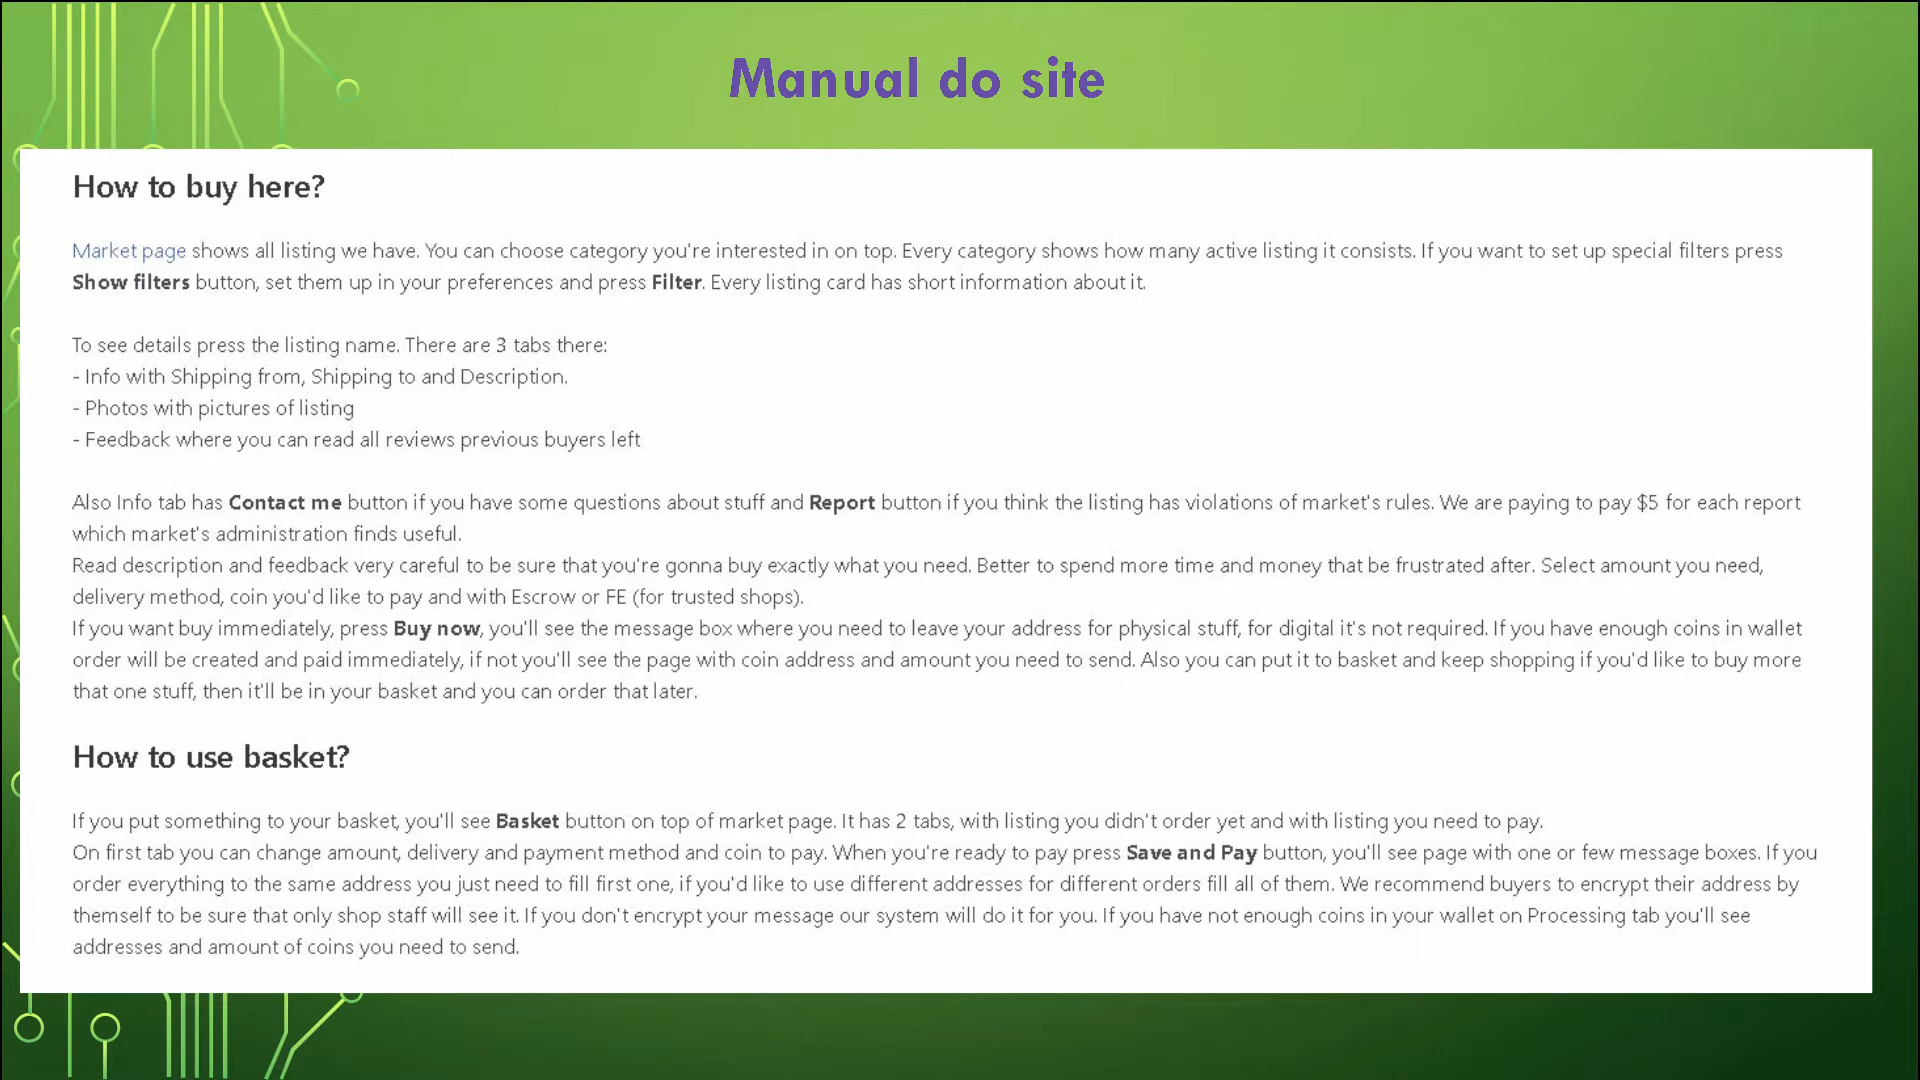 Manual do site
How to buy here?
Market page shows all listing we have. You can choose category you're interested in on top. Every category shows how many active listing it consists. If you want to set up special filters press
Show filters button, set them up in your preferences and press Filter. Every listing card has short information about it.
To see details press the listing name. There are 3 tabs there:
- Info with Shipping from, Shipping to and Description.
- Photos with pictures of listing
- Feedback where you can read all reviews previous buyers left
Also Info tab has Contact me button if you have some questions about stuff and Report button if you think the listing has violations of market's rules. We are paying to pay $5 for each report
which market's administration finds useful.
Read description and feedback very careful to be sure that you're gonna buy exactly what you need. Better to spend more time and money that be frustrated after. Select amount you need,
delivery method, coin you'd like to pay and with Escrow or FE (for trusted shops).
If you want buy immediately, press Buy now, you'll see the message box where you need to leave your address for physical stuff, for digital it's not required. If you have enough coins in wallet
order will be created and paid immediately, if not you'll see the page with coin address and amount you need to send. Also you can put it to basket and keep shopping if you'd like to buy more
that one stuff, then it'll be in your basket and you can order that later.
How to use basket?
If you put something to your basket, you'll see Basket button on top of market page. It has 2 tabs, with listing you didn't order yet and with listing you need to pay.
On first tab you can change amount, delivery and payment method and coin to pay. When you're ready to pay press Save and Pay button, you'll see page with one or few message boxes. If you
order everything to the same address you just need to fill first one, if you'd like to use different addresses for different orders fill all of them. We recommend buyers to encrypt their address by
themself to be sure that only shop staff will see it. If you don't encrypt your message our system will do it for you. If you have not enough coins in your wallet on Processing tab you'll see
addresses and amount of coins you need to send.